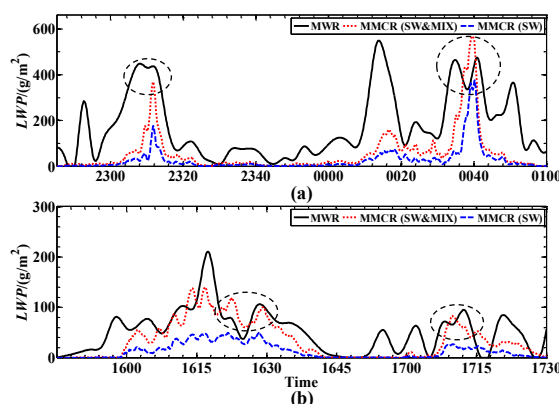 600
MWR MMCR (SW&MIX) MMCR (SW)
400
200
0
LWP/(g/m²)
2300 2320 2340 0000 0020 0040 0100
(a)
300
MWR MMCR (SW&MIX) MMCR (SW)
200
100
0
LWP/(g/m²)
1600 1615 1628 1645 1700 1715 1730
Time
(b)